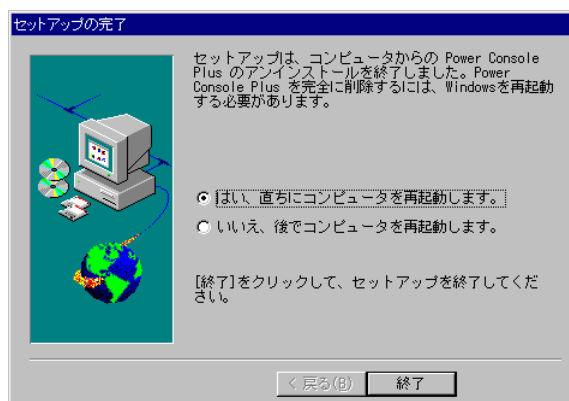 セットアップの完了
セットアップは、コンピュータからの Power Console
Plus のアンインストールを終了しました。Power
Console Plus を完全に削除するには、Windowsを再起動
する必要があります。
はい、直ちにコンピュータを再起動します。
いいえ、後でコンピュータを再起動します。
[終了]をクリックして、セットアップを終了してくだ
さい。
< 戻る(B)
終了